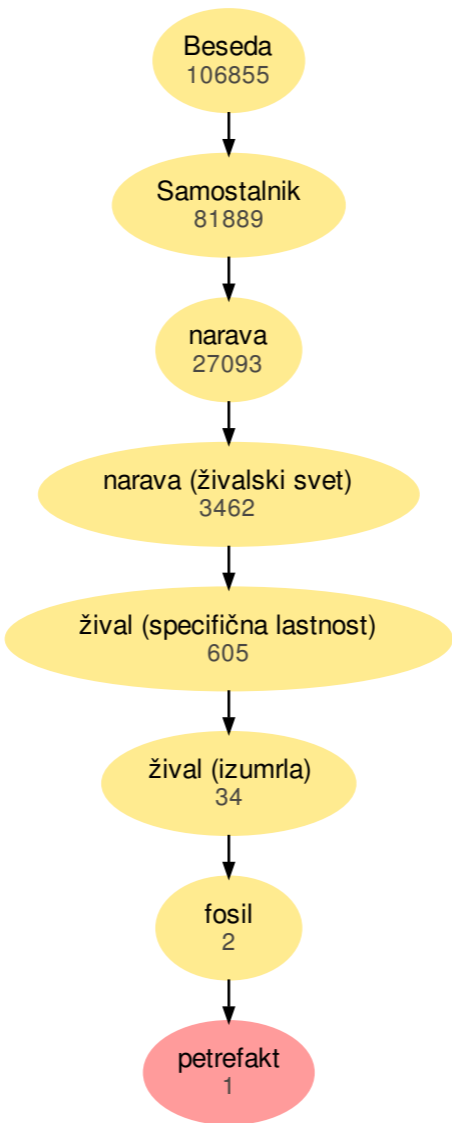 Beseda
106855
Samostalnik
81889
narava
27093
narava (živalski svet)
3462
žival (specifična lastnost)
605
žival (izumrla)
34
fosil
2
petrefakt
1